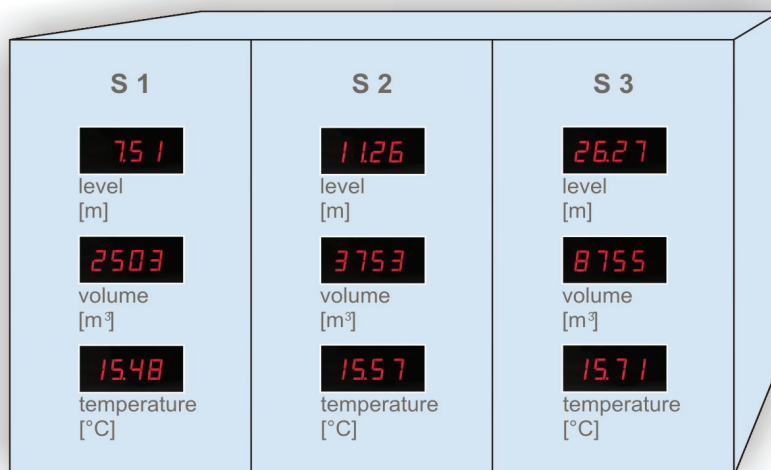 S 1
S 2
S 3
7.51
11.26
26.27
level
[m]
level
[m]
level
[m]
2503
3753
8755
volume
[m³]
volume
[m³]
volume
[m³]
15.48
15.57
15.71
temperature
[°C]
temperature
[°C]
temperature
[°C]